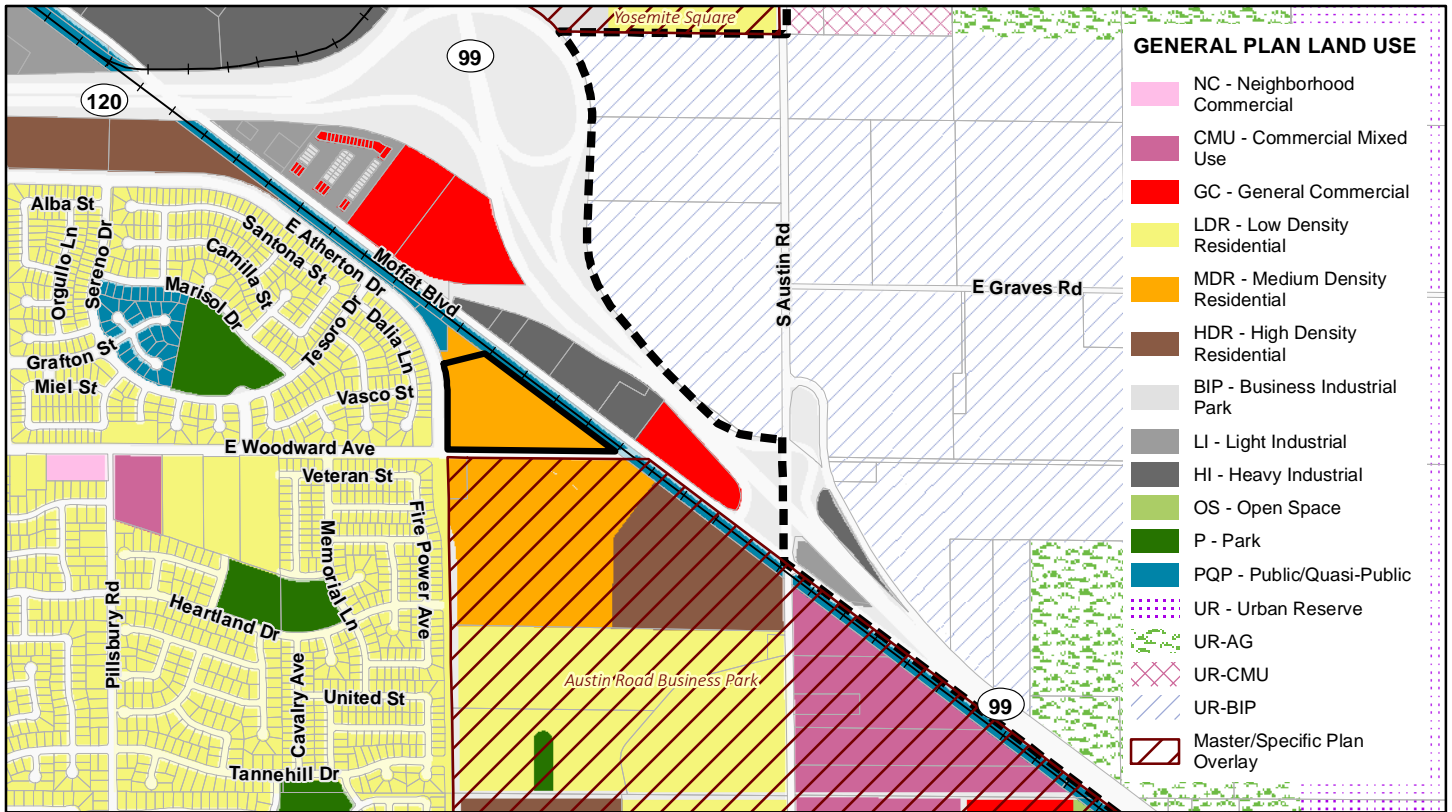 Yosemite Square
99
120
Alba St
Orgullo Ln
Sereno Dr
Santona St
Camilla St
Marisol Dr
E Atherton Dr
Moffat Blvd
Tesoro Dr
Dalia Ln
Grafton St
Miel St
Vasco St
E Woodward Ave
S Austin Rd
E Graves Rd
Veteran St
Memorial Ln
Fire Power Ave
Pillsbury Rd
Heartland Dr
Cavalry Ave
United St
Tannehill Dr
Austin Road Business Park
99
GENERAL PLAN LAND USE
NC - Neighborhood
Commercial
CMU - Commercial Mixed
Use
GC - General Commercial
LDR - Low Density
Residential
MDR - Medium Density
Residential
HDR - High Density
Residential
BIP - Business Industrial
Park
LI - Light Industrial
HI - Heavy Industrial
OS - Open Space
P - Park
PQP - Public/Quasi-Public
UR - Urban Reserve
UR-AG
UR-CMU
UR-BIP
Master/Specific Plan
Overlay